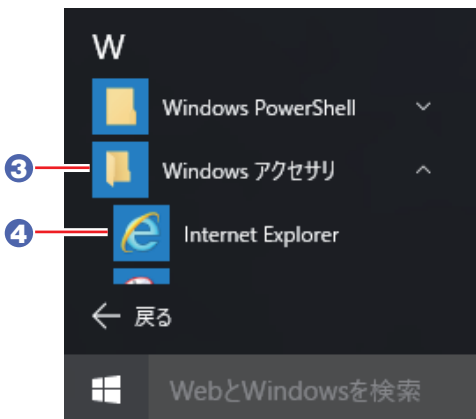 W
Windows PowerShell
3 Windows アクセサリ
4 Internet Explorer
← 戻る
WebとWindowsを検索